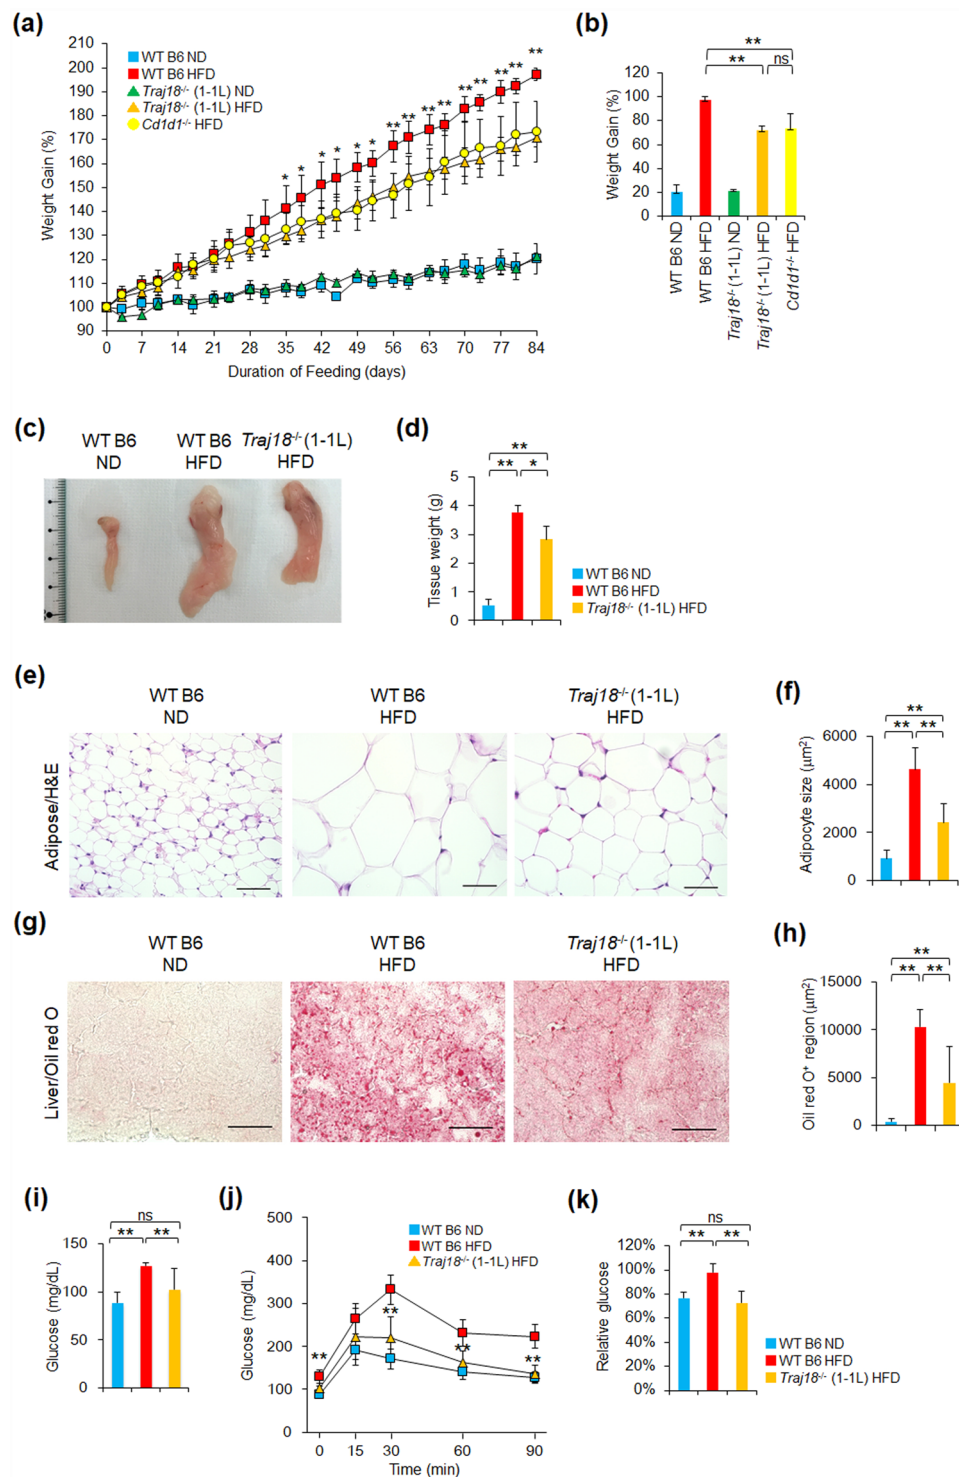 (a)
210
200
190
180
170
160
150
140
130
120
110
100
90
Weight Gain (%)
WT B6 ND
WT B6 HFD
Traj18-/- (1-1L) ND
Traj18-/- (1-1L) HFD
Cd1d1-/- HFD
* * * * * * ** ** ** ** ** ** ** ** **
0 7 14 21 28 35 42 49 56 63 70 77 84
Duration of Feeding (days)
(b)
**
** ns
120
100
80
60
40
20
0
Weight Gain (%)
WT B6 ND
WT B6 HFD
Traj18-/- (1-1L) ND
Traj18-/- (1-1L) HFD
Cd1d1-/- HFD
(c)
WT B6 WT B6 Traj18-/- (1-1L)
ND HFD HFD
(d)
**
** *
5
4
3
2
1
0
Tissue weight (g)
WT B6 ND
WT B6 HFD
Traj18-/- (1-1L) HFD
(e)
WT B6 WT B6 Traj18-/- (1-1L)
ND HFD HFD
Adipose/H&E
(f)
**
** **
6000
4000
2000
0
Adipocyte size (μm2)
(g)
WT B6 WT B6 Traj18-/- (1-1L)
ND HFD HFD
Liver/Oil red O
(h)
**
** **
15000
10000
5000
0
Oil red O+ region (μm2)
(i)
ns
** **
150
100
50
0
Glucose (mg/dL)
(j)
500
400
300
200
100
0
Glucose (mg/dL)
WT B6 ND
WT B6 HFD
Traj18-/- (1-1L) HFD
** ** ** **
0 15 30 60 90
Time (min)
(k)
ns
** **
120%
100%
80%
60%
40%
20%
0%
Relative glucose
WT B6 ND
WT B6 HFD
Traj18-/- (1-1L) HFD